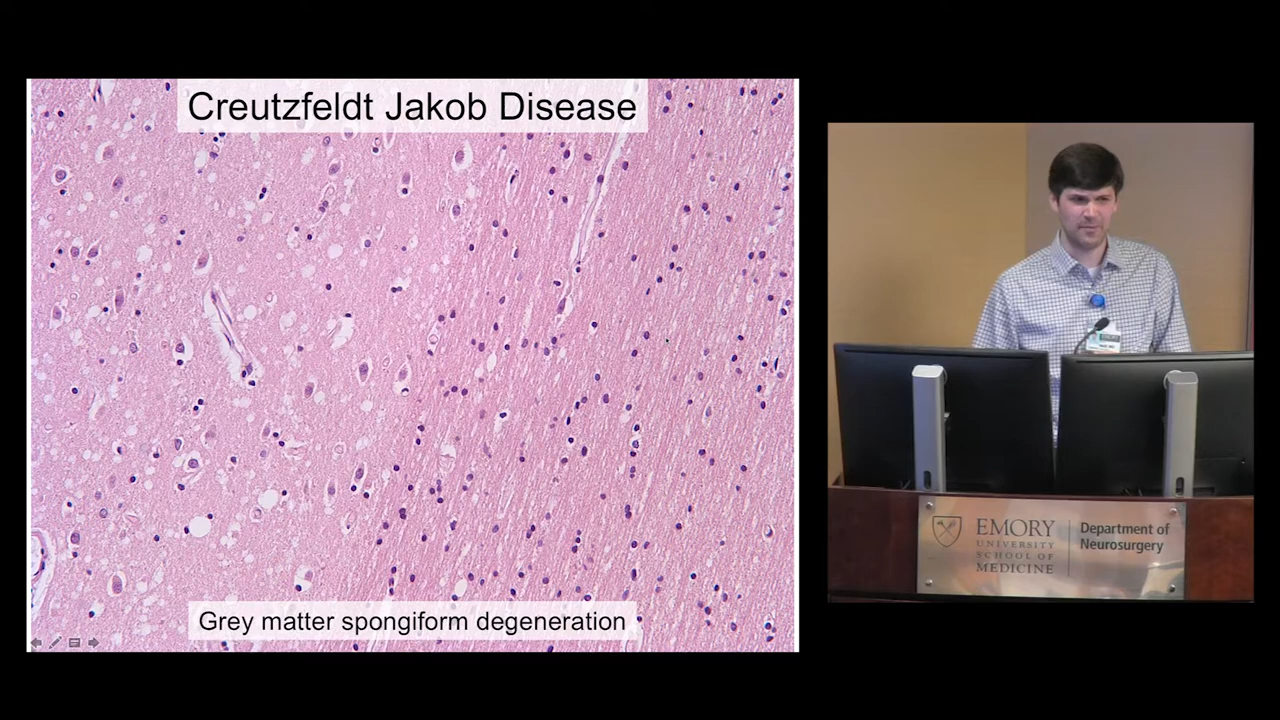 Creutzfeldt Jakob Disease
Grey matter spongiform degeneration
EMORY
UNIVERSITY
SCHOOL OF
MEDICINE
Department of
Neurosurgery